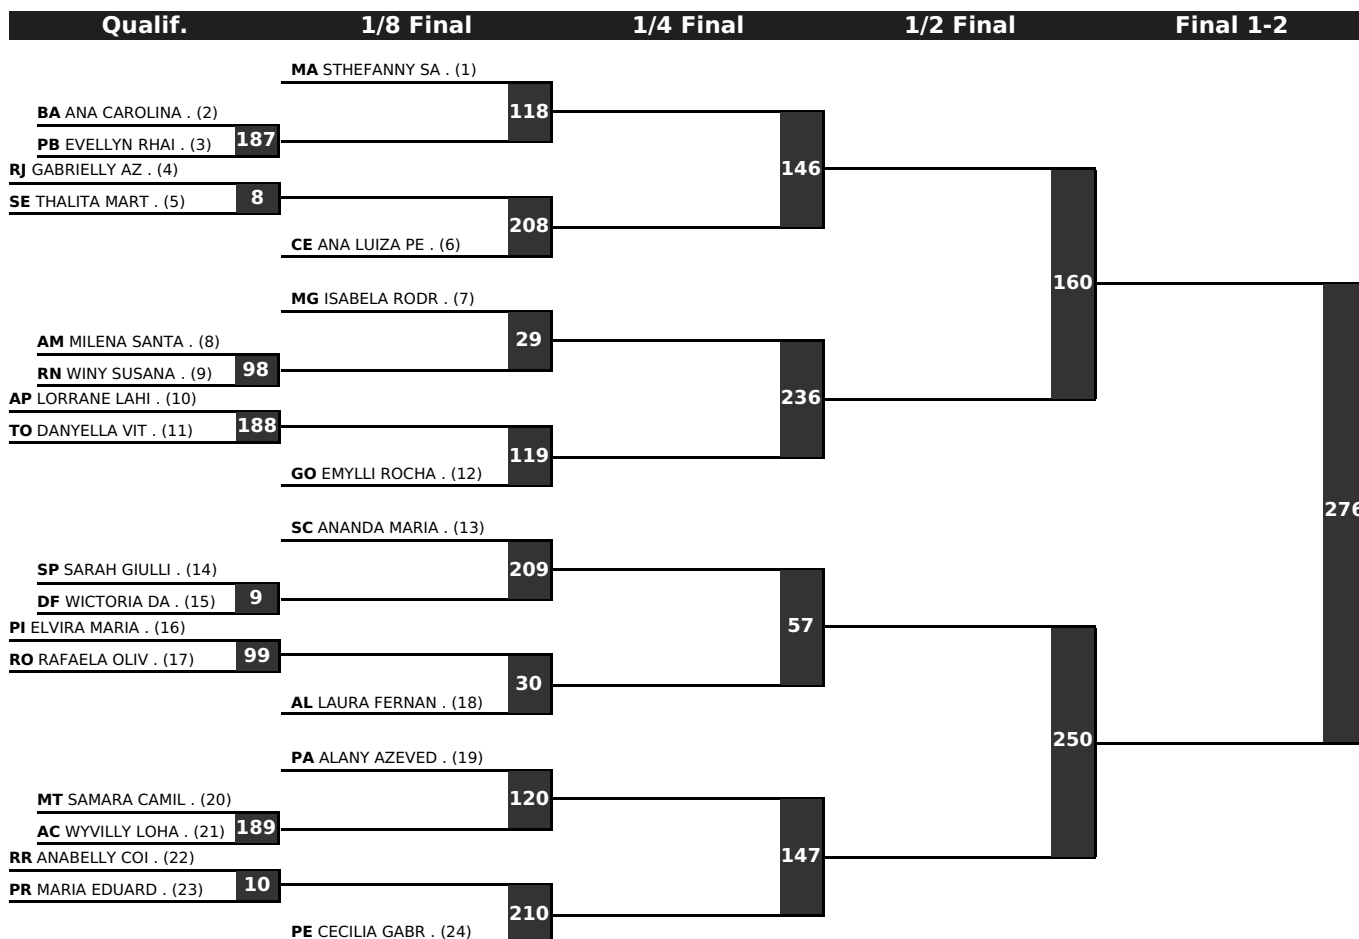 Qualif. 1/8 Final 1/4 Final 1/2 Final Final 1-2
MA STHEFANNY SA . (1)
118
BA ANA CAROLINA . (2)
187
PB EVELLYN RHAI . (3)
RJ GABRIELLY AZ . (4)
146
8
SE THALITA MART . (5)
208
CE ANA LUIZA PE . (6)
160
MG ISABELA RODR . (7)
29
AM MILENA SANTA . (8)
98
RN WINY SUSANA . (9)
AP LORRANE LAHI . (10)
236
188
TO DANYELLA VIT . (11)
119
GO EMYLLI ROCHA . (12)
276
SC ANANDA MARIA . (13)
209
SP SARAH GIULLI . (14)
9
DF WICTORIA DA . (15)
PI ELVIRA MARIA . (16)
57
99
RO RAFAELA OLIV . (17)
30
AL LAURA FERNAN . (18)
250
PA ALANY AZEVED . (19)
120
MT SAMARA CAMIL . (20)
189
AC WYVILLY LOHA . (21)
RR ANABELLY COI . (22)
147
10
PR MARIA EDUARD . (23)
210
PE CECILIA GABR . (24)